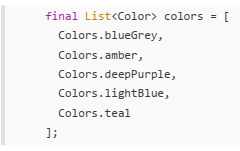 final List<Color> colors = [
Colors.blueGrey,
Colors.amber,
Colors.deepPurple,
Colors.lightBlue,
Colors.teal
];